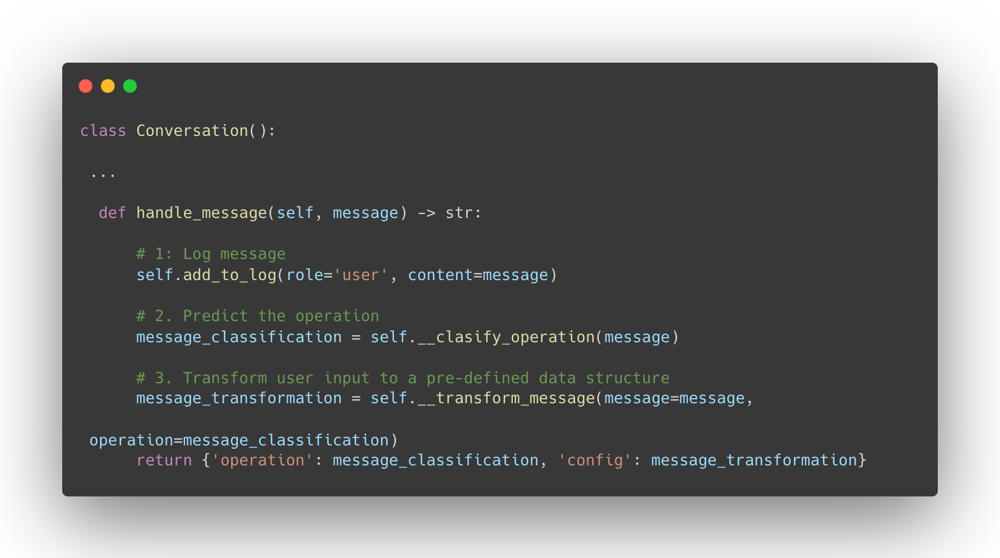 class Conversation():
...
def handle_message(self, message) -> str:
# 1: Log message
self.add_to_log(role='user', content=message)
# 2. Predict the operation
message_classification = self.__clasify_operation(message)
# 3. Transform user input to a pre-defined data structure
message_transformation = self.__transform_message(message=message,
operation=message_classification)
return {'operation': message_classification, 'config': message_transformation}